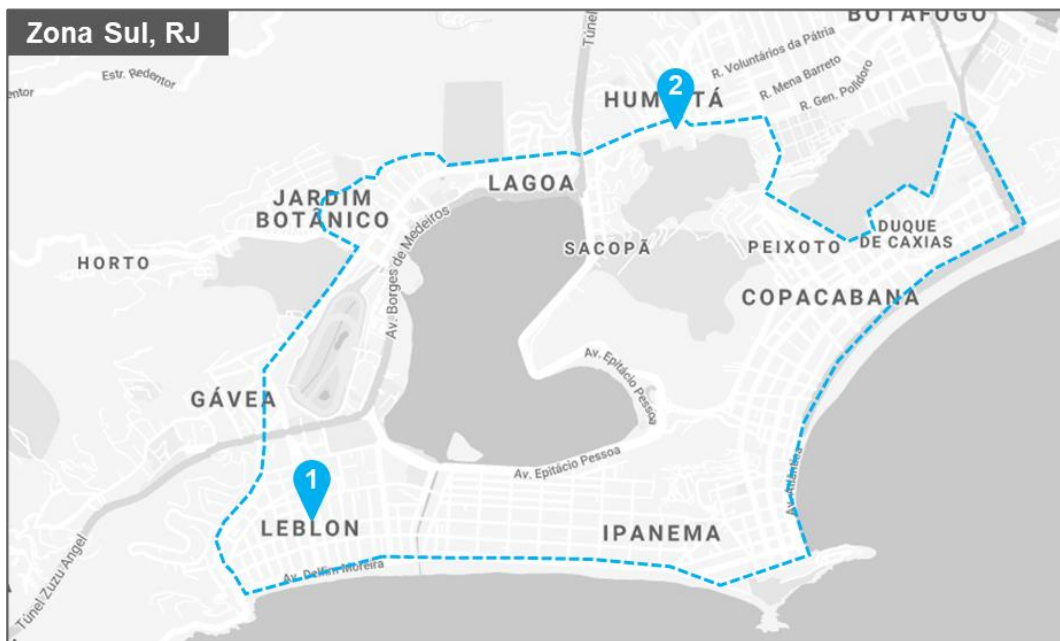 Zona Sul, RJ
BOTAFOGO
Túnel
R. Voluntários da Pátria
Estr. Redentor
entor
R. Mena Barreto
2
HUMAITÁ
R. Gen. Polidoro
LAGOA
JARDIM
BOTÂNICO
Av. Borges de Medeiros
SACOPÃ
PEIXOTO
DUQUE
DE CAXIAS
HORTO
COPACABANA
Av. Epitácio Pessoa
GÁVEA
Av. Epitácio Pessoa
1
Av. Atlântica
LEBLON
IPANEMA
Av. Delfim Moreira
Túnel Zuzu Angel